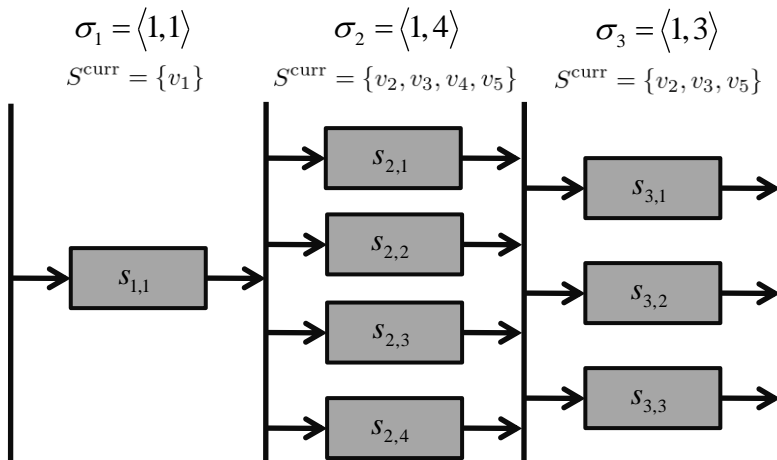 σ₁ = ⟨1,1⟩ σ₂ = ⟨1,4⟩ σ₃ = ⟨1,3⟩
S^curr = {v₁} S^curr = {v₂, v₃, v₄, v₅} S^curr = {v₂, v₃, v₅}
s₂,₁
s₃,₁
s₂,₂
s₁,₁
s₃,₂
s₂,₃
s₃,₃
s₂,₄